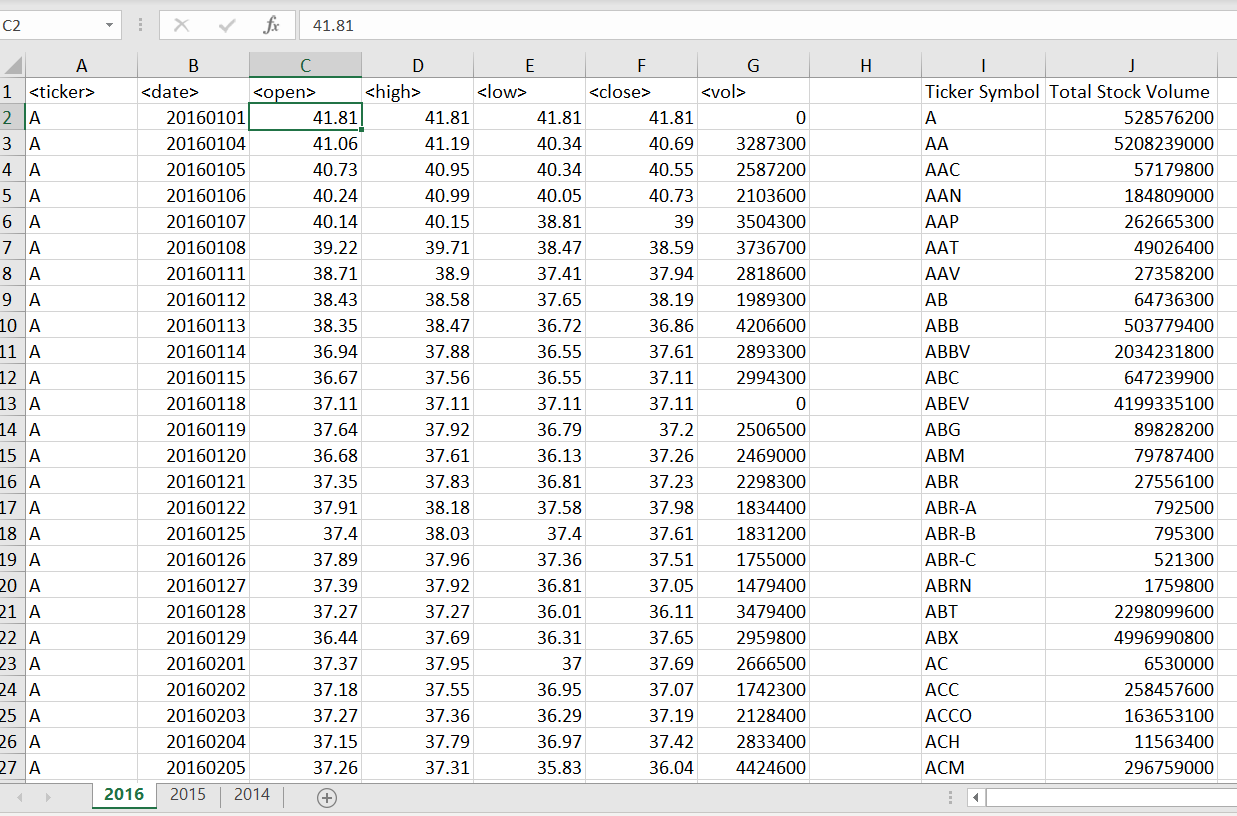 C2 fx 41.81
A B C D E F G H I J
1 <ticker> <date> <open> <high> <low> <close> <vol> Ticker Symbol Total Stock Volume
2 A 20160101 41.81 41.81 41.81 41.81 0 A 528576200
3 A 20160104 41.06 41.19 40.34 40.69 3287300 AA 5208239000
4 A 20160105 40.73 40.95 40.34 40.55 2587200 AAC 57179800
5 A 20160106 40.24 40.99 40.05 40.73 2103600 AAN 184809000
6 A 20160107 40.14 40.15 38.81 39 3504300 AAP 262665300
7 A 20160108 39.22 39.71 38.47 38.59 3736700 AAT 49026400
8 A 20160111 38.71 38.9 37.41 37.94 2818600 AAV 27358200
9 A 20160112 38.43 38.58 37.65 38.19 1989300 AB 64736300
10 A 20160113 38.35 38.47 36.72 36.86 4206600 ABB 503779400
11 A 20160114 36.94 37.88 36.55 37.61 2893300 ABBV 2034231800
12 A 20160115 36.67 37.56 36.55 37.11 2994300 ABC 647239900
13 A 20160118 37.11 37.11 37.11 37.11 0 ABEV 4199335100
14 A 20160119 37.64 37.92 36.79 37.2 2506500 ABG 89828200
15 A 20160120 36.68 37.61 36.13 37.26 2469000 ABM 79787400
16 A 20160121 37.35 37.83 36.81 37.23 2298300 ABR 27556100
17 A 20160122 37.91 38.18 37.58 37.98 1834400 ABR-A 792500
18 A 20160125 37.4 38.03 37.4 37.61 1831200 ABR-B 795300
19 A 20160126 37.89 37.96 37.36 37.51 1755000 ABR-C 521300
20 A 20160127 37.39 37.92 36.81 37.05 1479400 ABRN 1759800
21 A 20160128 37.27 37.27 36.01 36.11 3479400 ABT 2298099600
22 A 20160129 36.44 37.69 36.31 37.65 2959800 ABX 4996990800
23 A 20160201 37.37 37.95 37 37.69 2666500 AC 6530000
24 A 20160202 37.18 37.55 36.95 37.07 1742300 ACC 258457600
25 A 20160203 37.27 37.36 36.29 37.19 2128400 ACCO 163653100
26 A 20160204 37.15 37.79 36.97 37.42 2833400 ACH 11563400
27 A 20160205 37.26 37.31 35.83 36.04 4424600 ACM 296759000
2016 2015 2014